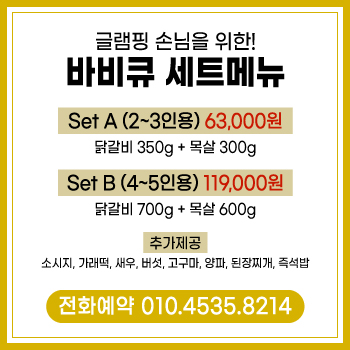 글램핑 손님을 위한!
바비큐 세트메뉴
Set A (2~3인용) 63,000원
닭갈비 350g + 목살 300g
Set B (4~5인용) 119,000원
닭갈비 700g + 목살 600g
추가제공
소시지, 가래떡, 새우, 버섯, 고구마, 양파, 된장찌개, 즉석밥
전화예약 010.4535.8214